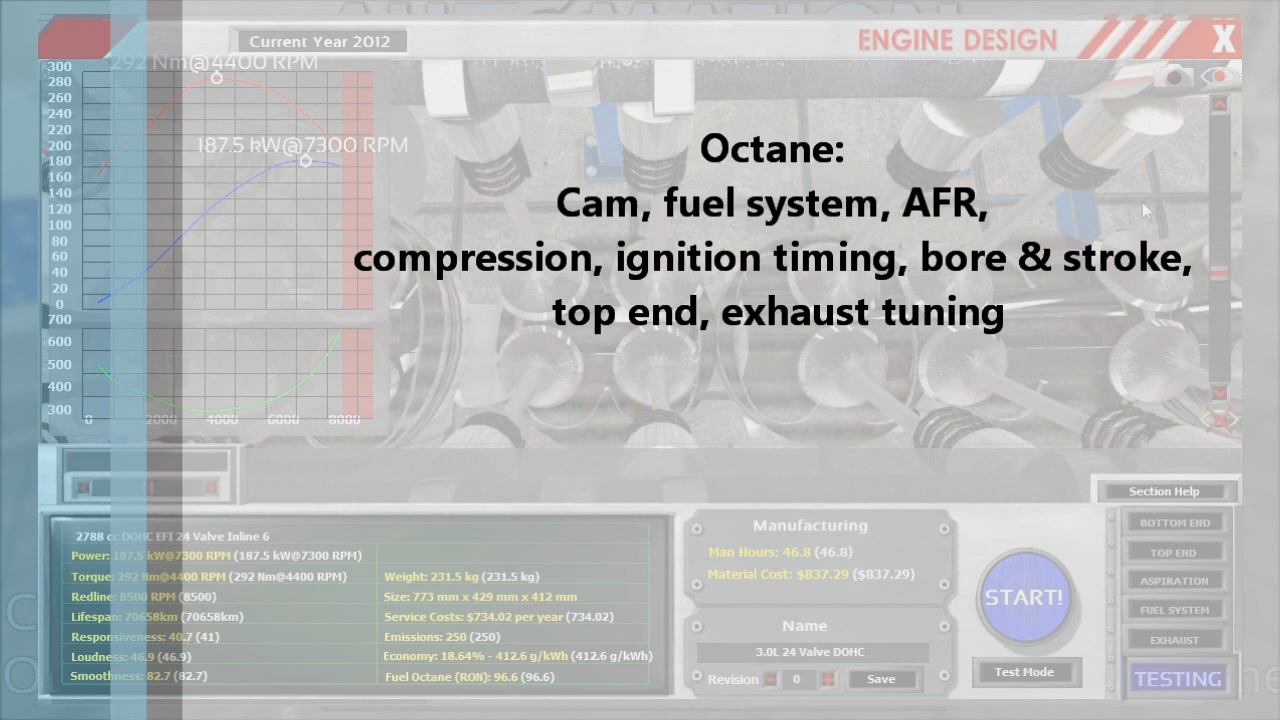 AUTOMATION
Current Year 2012
ENGINE DESIGN
X
292 Nm@4400 RPM
187.5 kW@7300 RPM
300
280
260
240
220
200
180
160
140
120
100
80
60
40
20
0
700
600
500
400
300
0 2000 4000 6000 8000
Octane:
Cam, fuel system, AFR,
compression, ignition timing, bore & stroke,
top end, exhaust tuning
Section Help
2788 cc DOHC EFI 24 Valve Inline 6
Power: 187.5 kW@7300 RPM (187.5 kW@7300 RPM)
Torque: 292 Nm@4400 RPM (292 Nm@4400 RPM)
Redline: 8500 RPM (8500)
Lifespan: 70658km (70658km)
Responsiveness: 40.7 (41)
Loudness: 46.9 (46.9)
Smoothness: 82.7 (82.7)
Weight: 231.5 kg (231.5 kg)
Size: 773 mm x 429 mm x 412 mm
Service Costs: $734.02 per year (734.02)
Emissions: 250 (250)
Economy: 18.64% - 412.6 g/kWh (412.6 g/kWh)
Fuel Octane (RON): 96.6 (96.6)
Manufacturing
Man Hours: 46.8 (46.8)
Material Cost: $837.29 ($837.29)
Name
3.0L 24 Valve DOHC
Revision 0 Save
START!
Test Mode
BOTTOM END
TOP END
ASPIRATION
FUEL SYSTEM
EXHAUST
TESTING